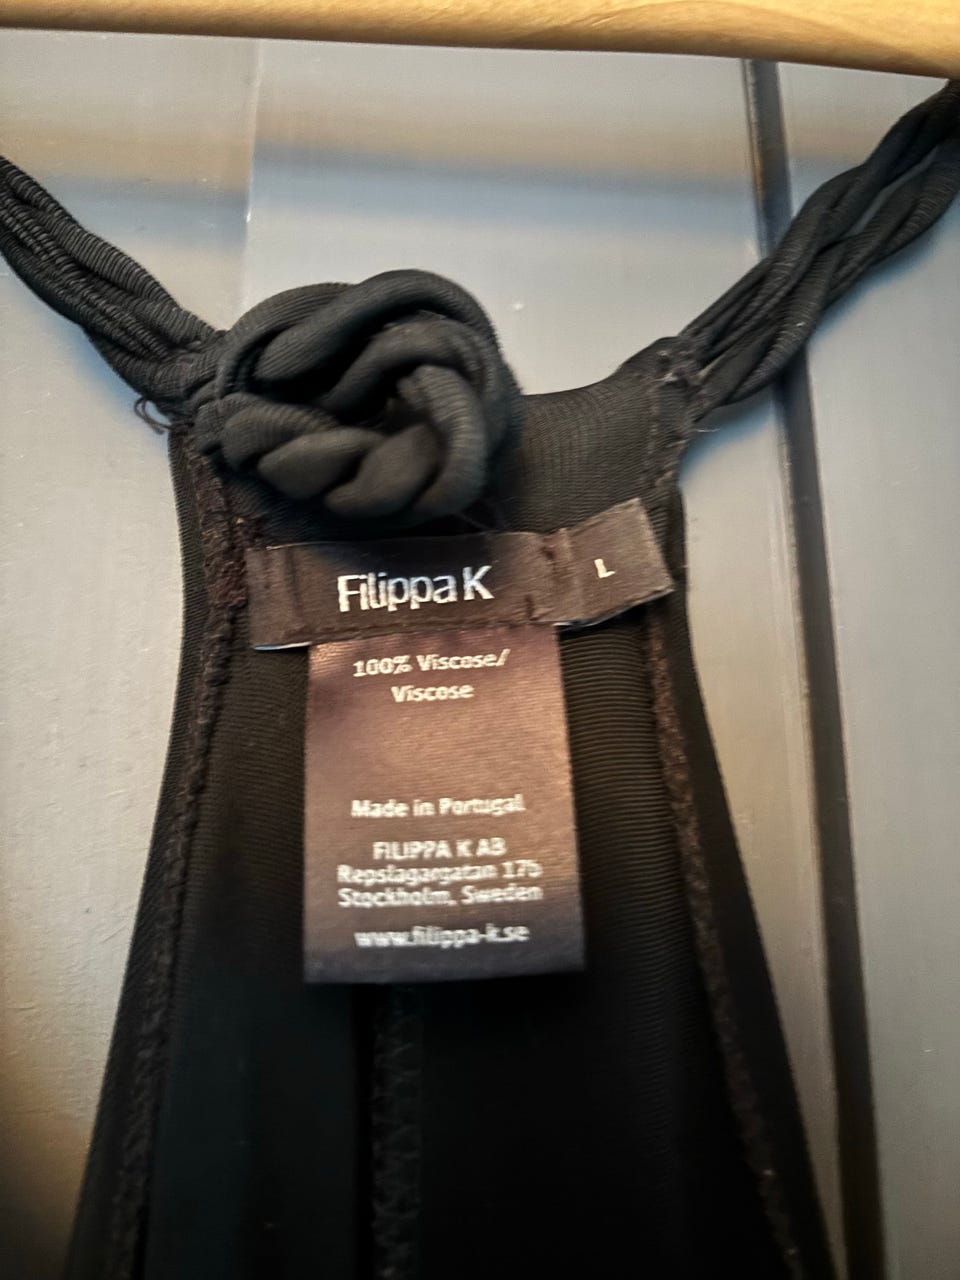 Filippa K
L
100% Viscose/
Viscose
Made in Portugal
FILIPPA K AB
Repslagargatan 17b
Stockholm, Sweden
www.filippa-k.se